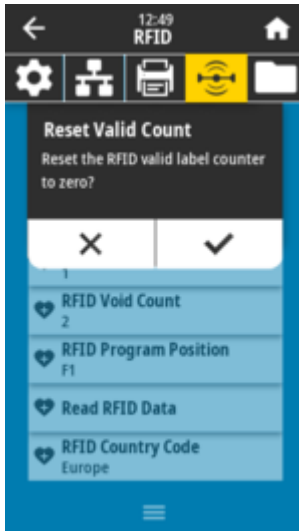 12:49
RFID
Reset Valid Count
Reset the RFID valid label counter
to zero?
1
RFID Void Count
2
RFID Program Position
F1
Read RFID Data
RFID Country Code
Europe